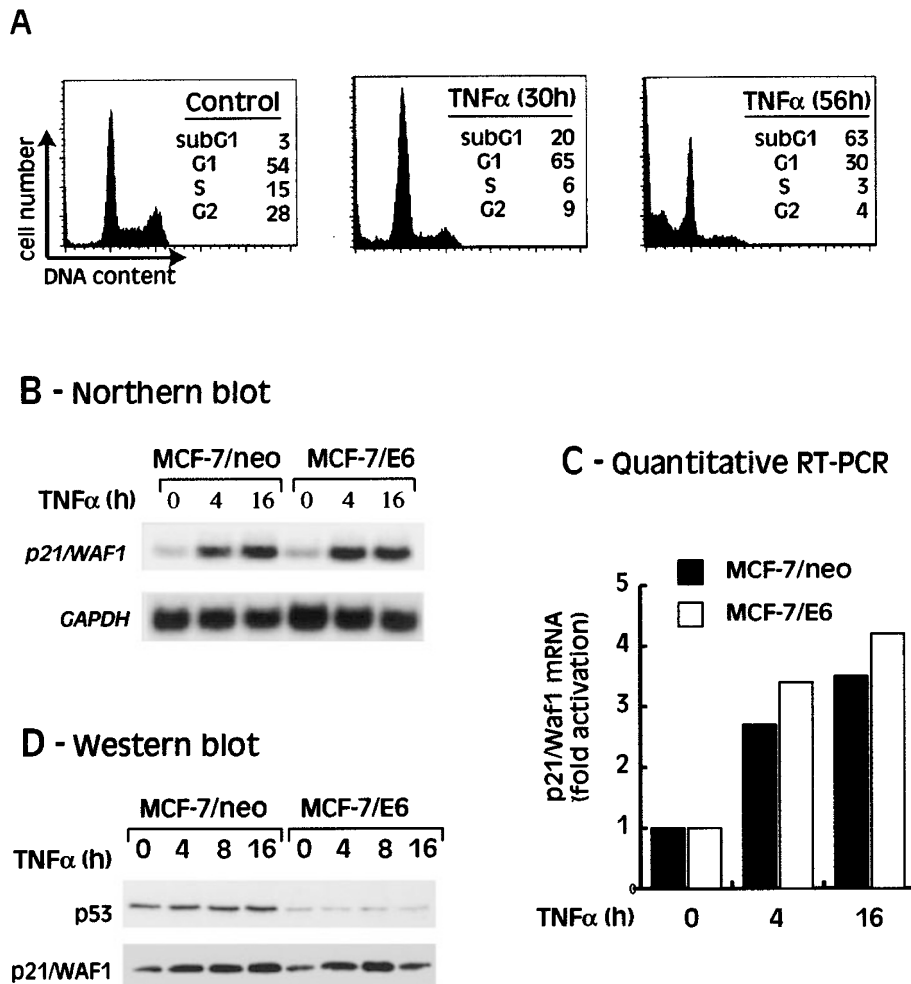 A
Control
subG1 3
G1 54
S 15
G2 28
TNFα (30h)
subG1 20
G1 65
S 6
G2 9
TNFα (56h)
subG1 63
G1 30
S 3
G2 4
cell number
DNA content
B - Northern blot
MCF-7/neo MCF-7/E6
TNFα (h) 0 4 16 0 4 16
p21/WAF1
GAPDH
C - Quantitative RT-PCR
MCF-7/neo
MCF-7/E6
p21/Waf1 mRNA
(fold activation)
5
4
3
2
1
0
TNFα (h) 0 4 16
D - Western blot
MCF-7/neo MCF-7/E6
TNFα (h) 0 4 8 16 0 4 8 16
p53
p21/WAF1